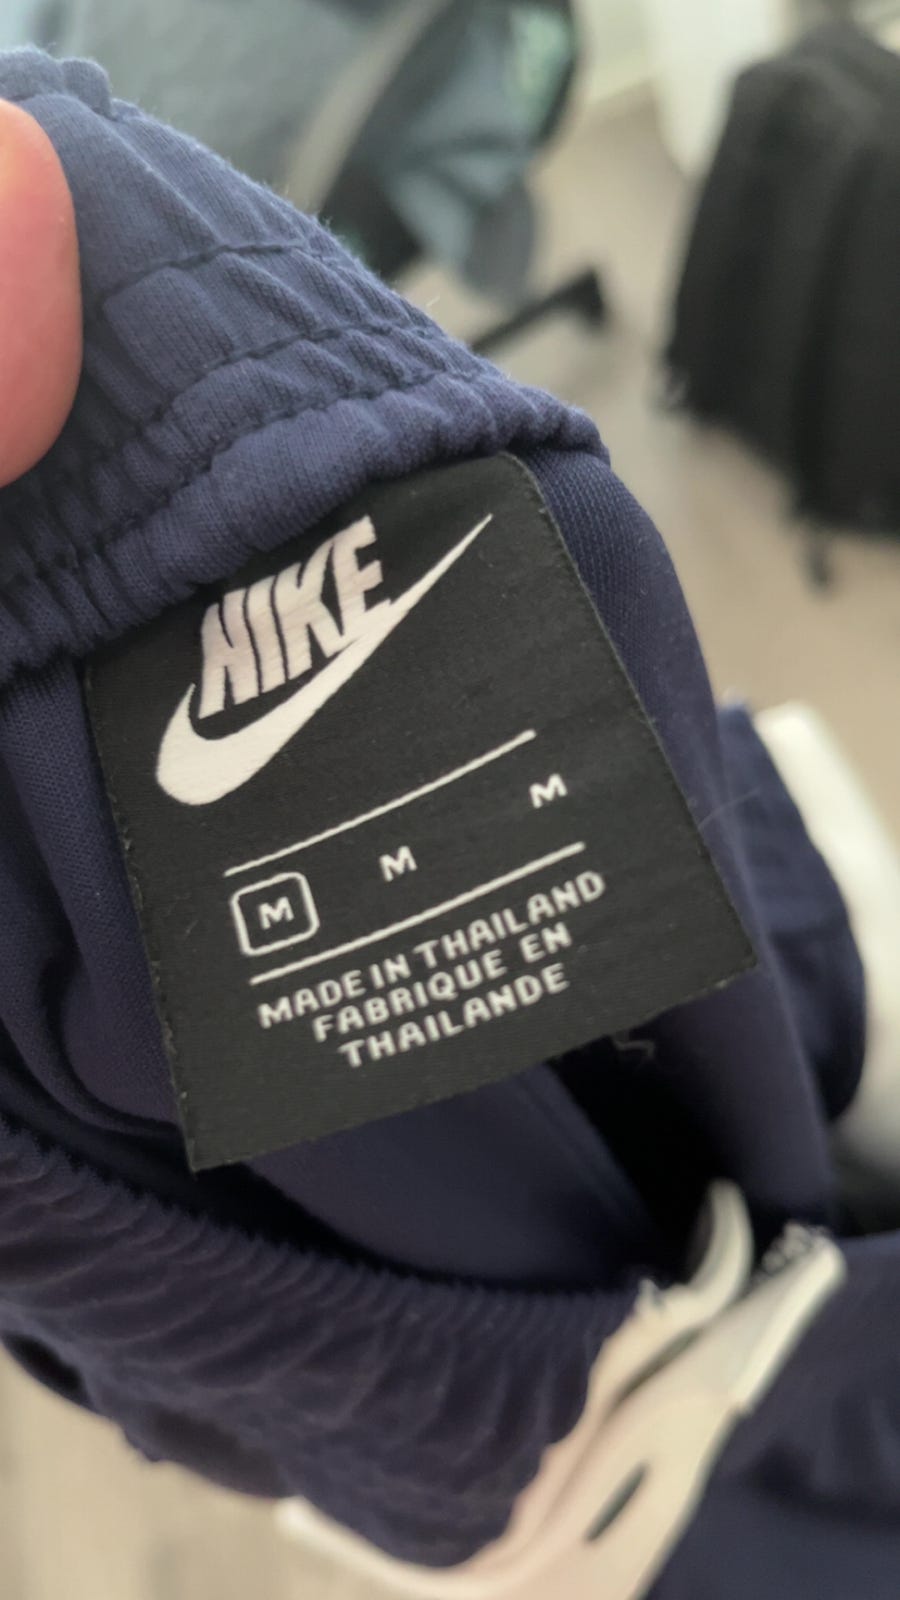 NIKE
M M M
MADE IN THAILAND
FABRIQUE EN
THAILANDE